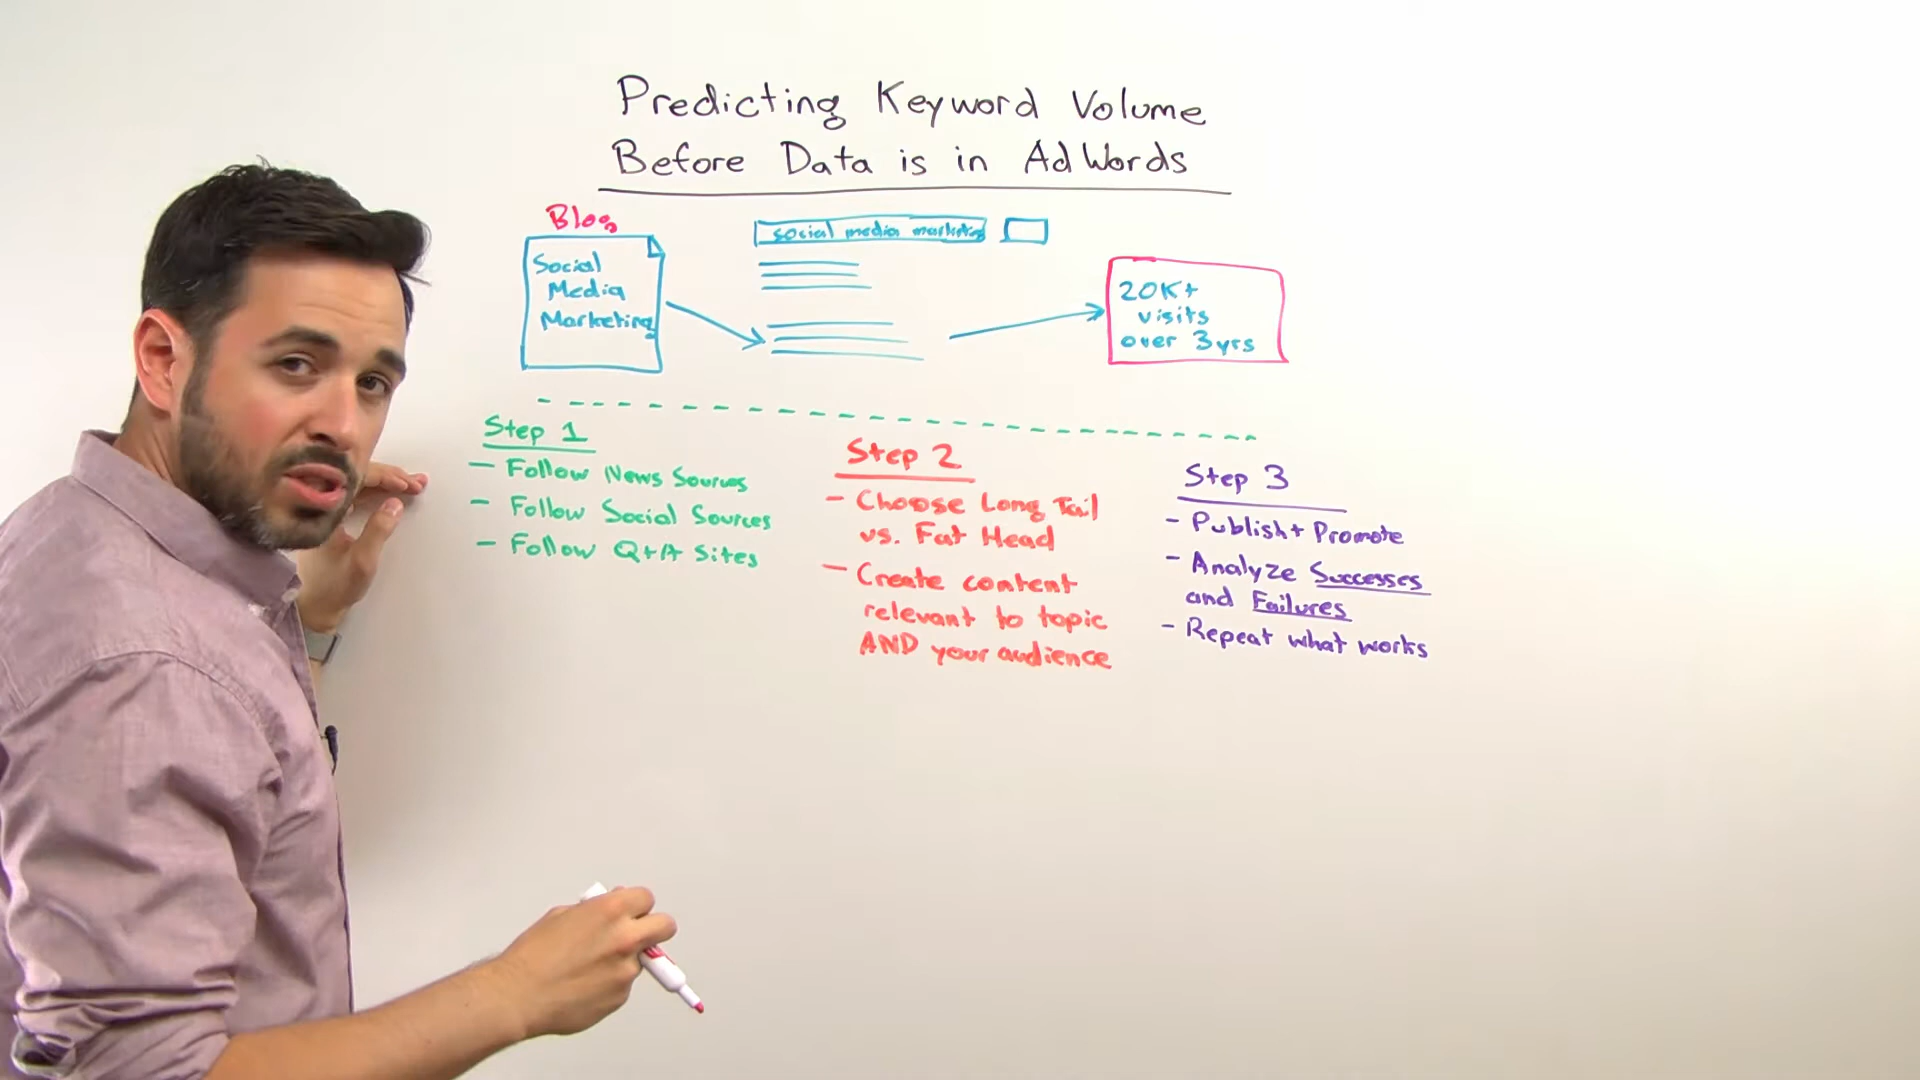 Predicting Keyword Volume
Before Data is in AdWords
Blog
Social
Media
Marketing
social media marketing
20K+
visits
over 3yrs
Step 1
- Follow News Sources
- Follow Social Sources
- Follow Q+A Sites
Step 2
- Choose Long Tail
vs. Fat Head
- Create content
relevant to topic
AND your audience
Step 3
- Publish + Promote
- Analyze Successes
and Failures
- Repeat what works